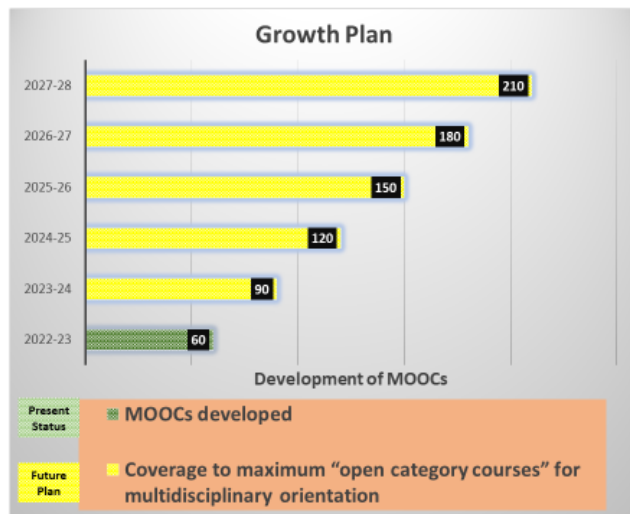 Growth Plan
2027-28
210
2026-27
180
2025-26
150
2024-25
120
2023-24
90
2022-23
60
Development of MOOCs
Present
Status
MOOCs developed
Future
Plan
Coverage to maximum “open category courses” for
multidisciplinary orientation